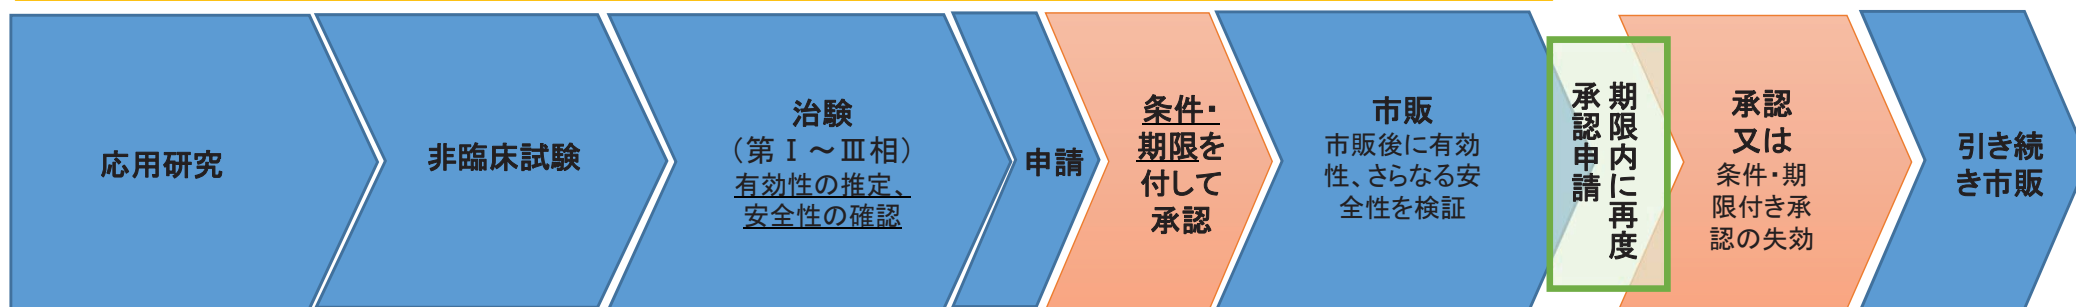 応用研究
非臨床試験
治験
（第Ⅰ～Ⅲ相）
有効性の推定、
安全性の確認
申請
条件・
期限を
付して
承認
市販
市販後に有効
性、さらなる安
全性を検証
期限内に再度
承認申請
承認
又は
条件・期
限付き承
認の失効
引き続
き市販